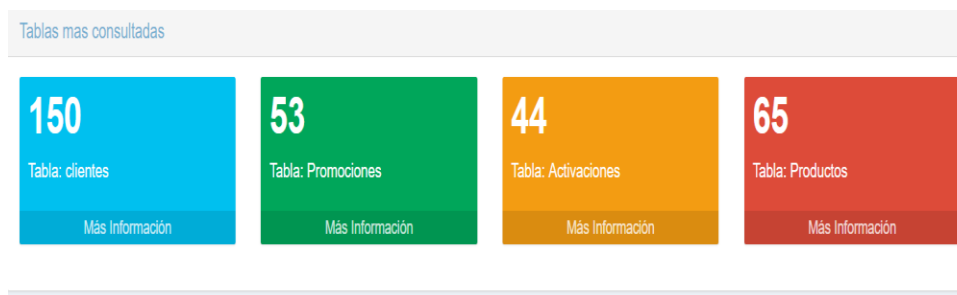 Tablas mas consultadas
150
Tabla: clientes
Más Información
53
Tabla: Promociones
Más Información
44
Tabla: Activaciones
Más Información
65
Tabla: Productos
Más Información